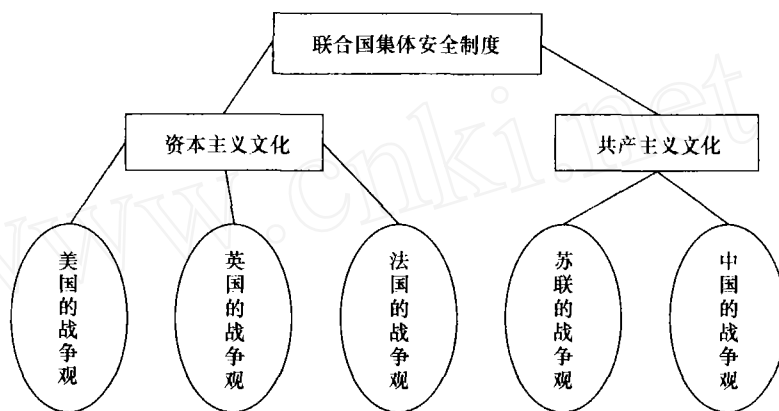 联合国集体安全制度
资本主义文化
共产主义文化
美国的战争观
英国的战争观
法国的战争观
苏联的战争观
中国的战争观
www.cnki.net